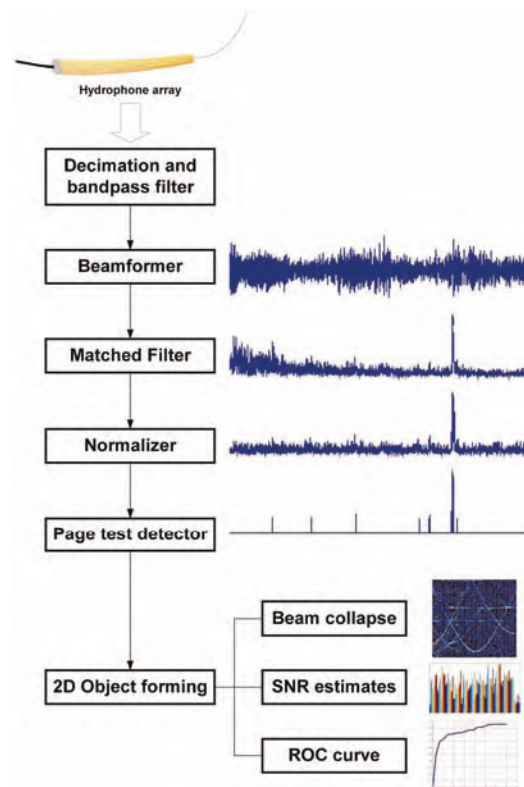 Hydrophone array
Decimation and
bandpass filter
Beamformer
Matched Filter
Normalizer
Page test detector
Beam collapse
2D Object forming
SNR estimates
ROC curve